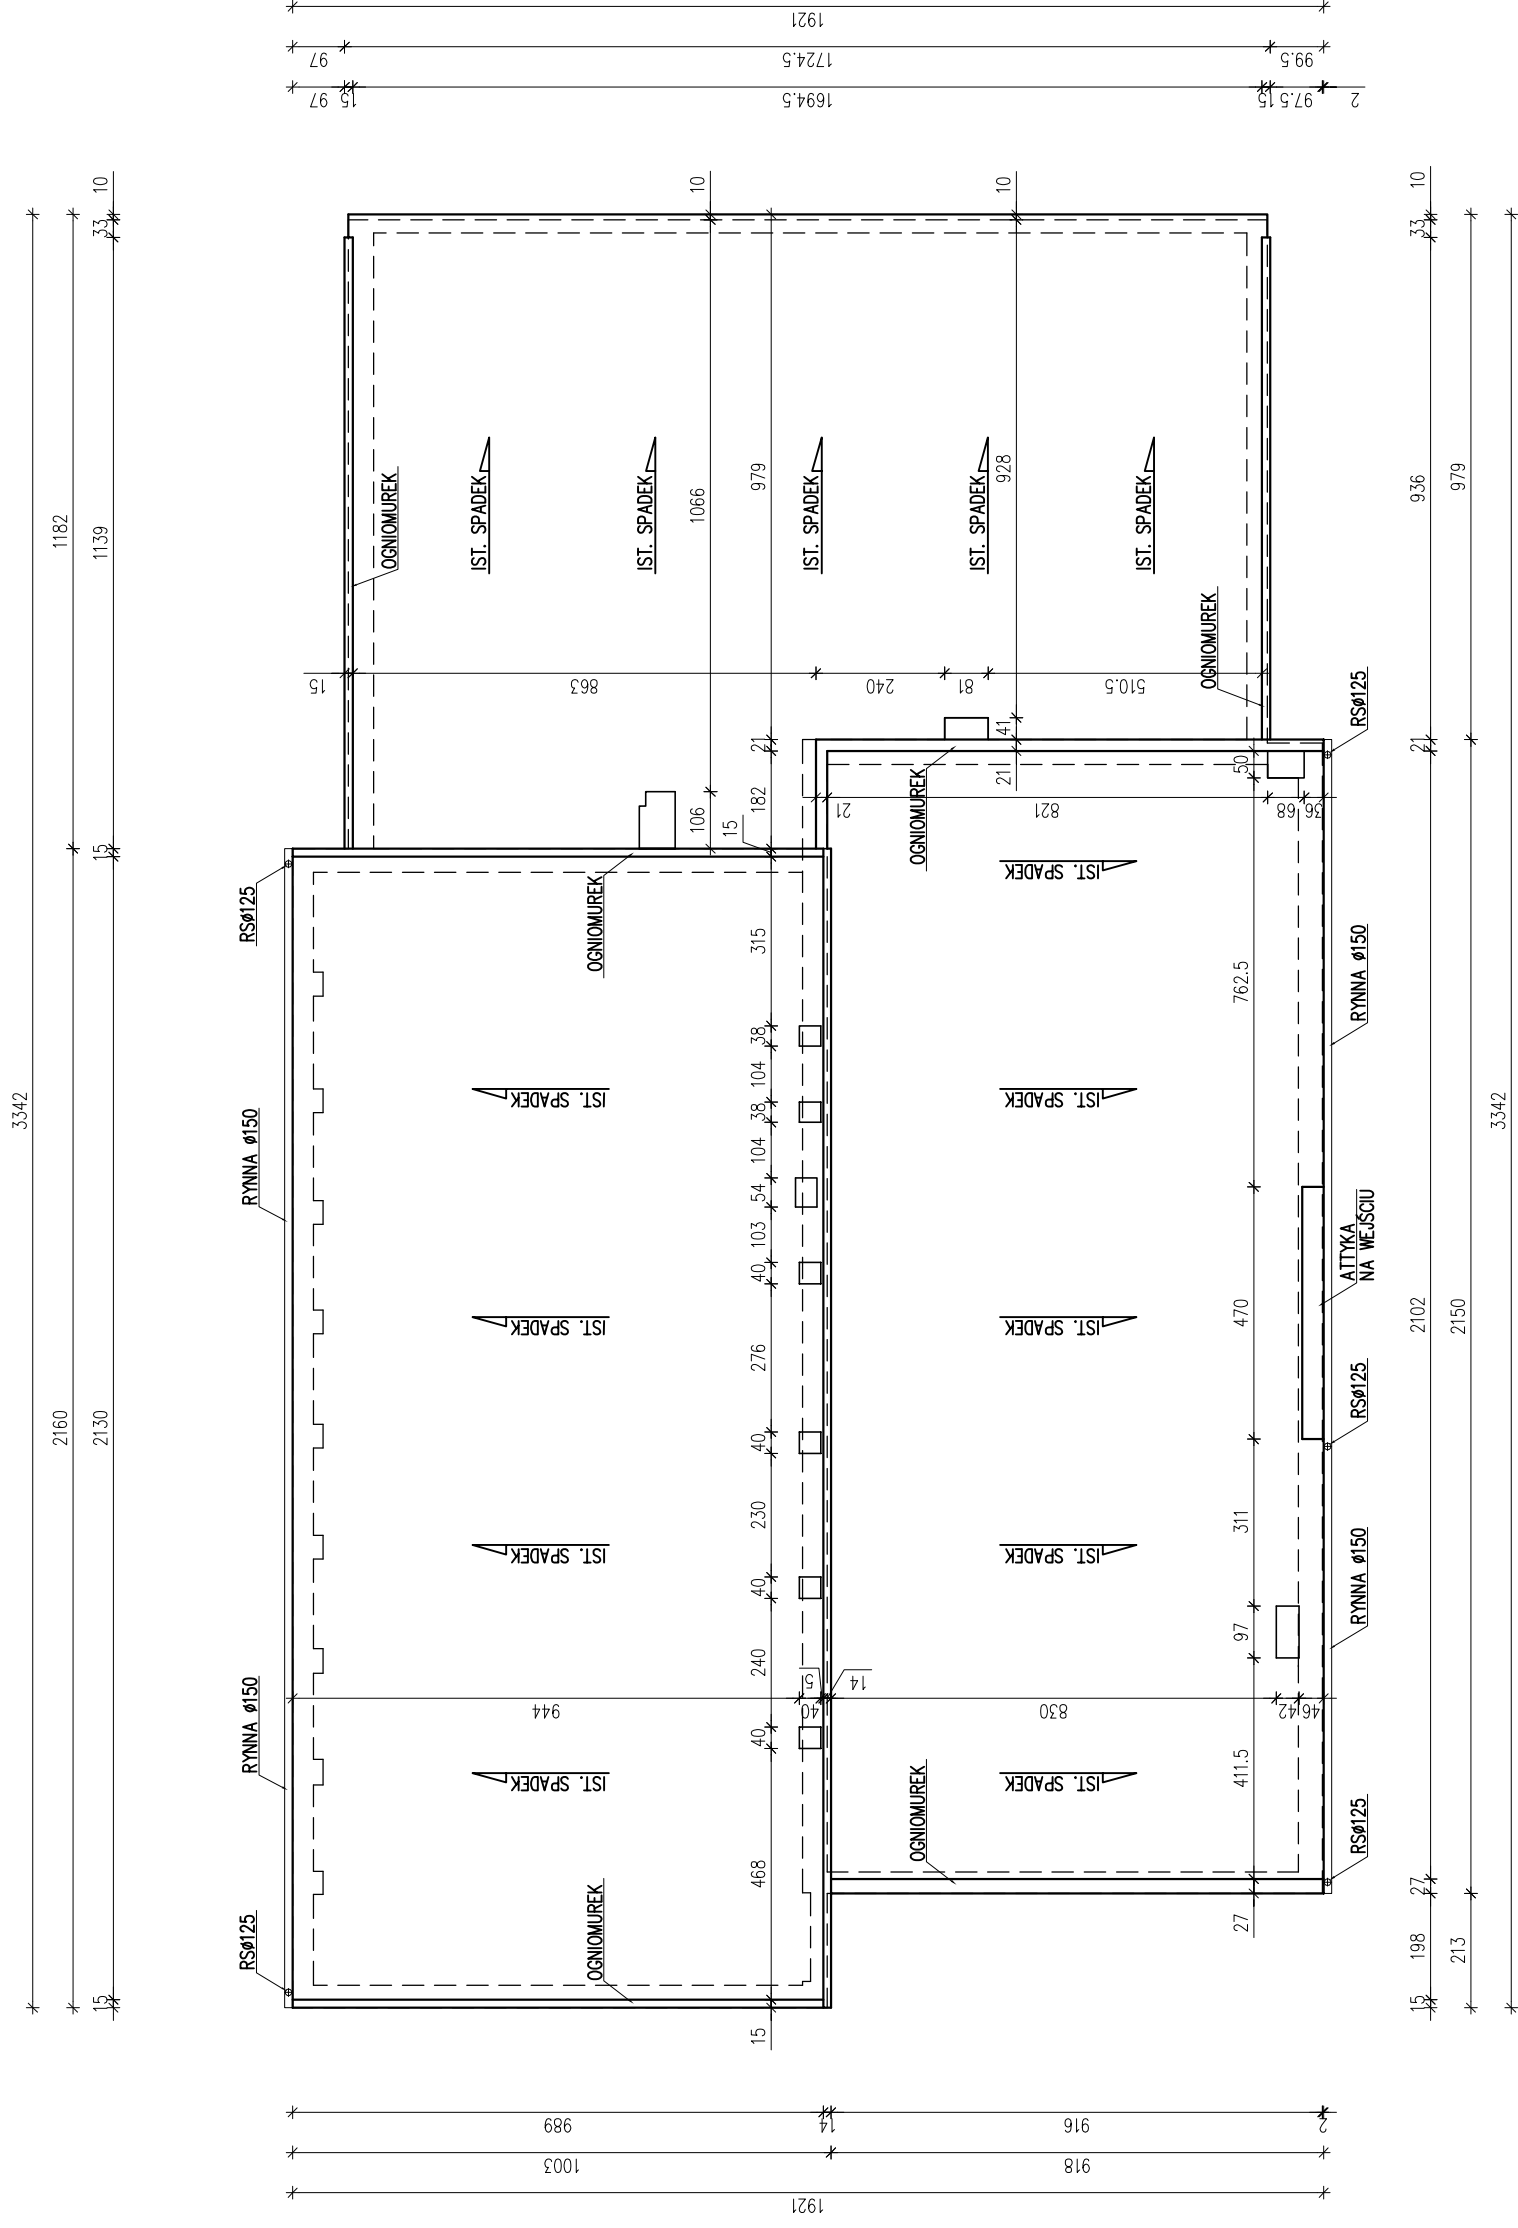 1921
97
1724.5
99.5
97
15
1694.5
15
97.5
2
3342
1182
2160
10
33
1139
15
2130
15
10
33
936
21
2102
27
198
15
979
2150
213
3342
10
1066
106
979
21
182
15
10
928
41
21
OGNIOMUREK
IST. SPADEK
IST. SPADEK
IST. SPADEK
IST. SPADEK
IST. SPADEK
OGNIOMUREK
15
863
240
81
510.5
RSø125
OGNIOMUREK
21
821
68
36
50
RSø125
OGNIOMUREK
RYNNA ø150
RYNNA ø150
RSø125
IST. SPADEK
IST. SPADEK
IST. SPADEK
IST. SPADEK
IST. SPADEK
IST. SPADEK
IST. SPADEK
IST. SPADEK
IST. SPADEK
315
38
104
38
104
54
103
40
276
40
230
40
240
40
468
15
762.5
470
311
97
411.5
27
RYNNA ø150
ATTYKA
NA WEJŚCIU
RSø125
RYNNA ø150
RSø125
944
40
5
14
830
42
46
OGNIOMUREK
OGNIOMUREK
989
14
916
2
1003
918
1921